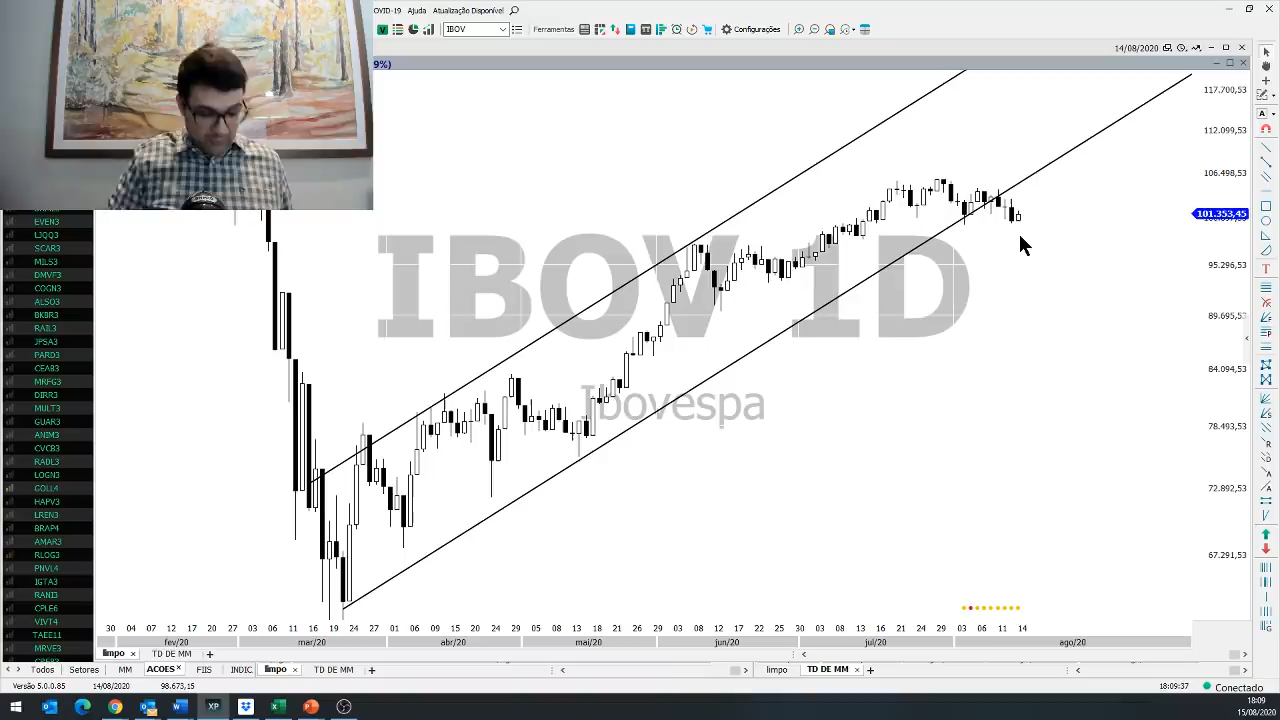 OVID-19 Ajuda Atualização Disponível
IBOV Ferramentas Configurações
14/08/2020
9%)
117.700,53
112.099,53
106.498,53
101.353,45
95.296,53
89.695,53
84.094,53
78.493,53
72.892,53
67.291,53
IBOV 1D
Ibovespa
EVEN3
LJQQ3
SCAR3
MILS3
DMVF3
COGN3
ALSO3
BKBR3
RAIL3
JPSA3
PARD3
CEAB3
MRFG3
DIRR3
MULT3
GUAR3
ANIM3
CVCB3
RADL3
LOGN3
GOLL4
HAPV3
LREN3
BRAP4
AMAR3
RLOG3
PNVL4
IGTA3
RANI3
CPLE6
VIVT4
TAEE11
MRVE3
30 04 07 12 17 20 27 03 06 11 16 19 24 27 01 06 09 15 20 24 29 05 08 13 18 21 26 29 03 08 12 17 22 25 30 03 08 13 16 21 24 29 03 06 11 14
fev/20 mar/20 abr/20 mai/20 jun/20 jul/20 ago/20
limpo TD DE MM
Todos Setores MM ACOES FIIS INDIC limpo TD DE MM limpo TD DE MM
Versão 5.0.0.85 14/08/2020 98.673,15 18:09:37 Conectado
XP
18:09
15/08/2020